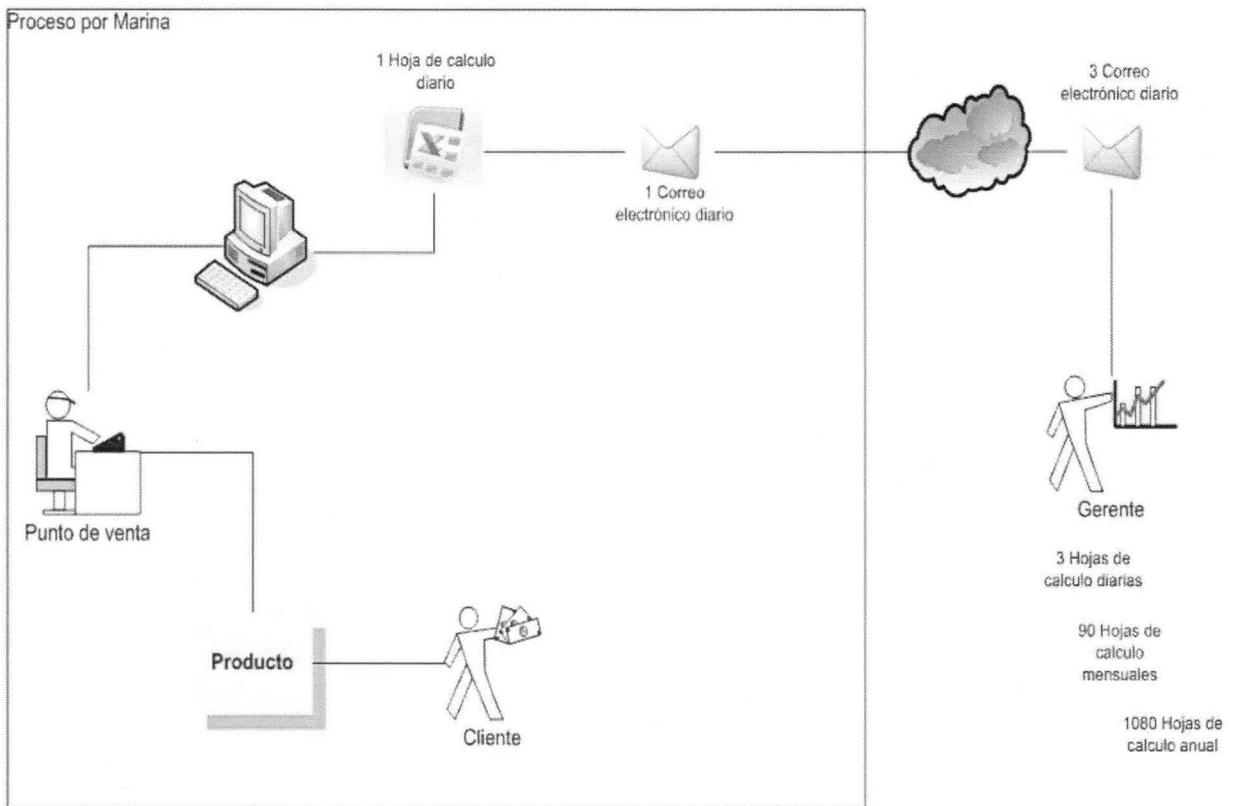 Proceso por Marina
1 Hoja de calculo
diario
3 Correo
electrónico diario
1 Correo
electrónico diario
Punto de venta
Gerente
3 Hojas de
calculo diarias
90 Hojas de
calculo
mensuales
Producto
Cliente
1080 Hojas de
calculo anual